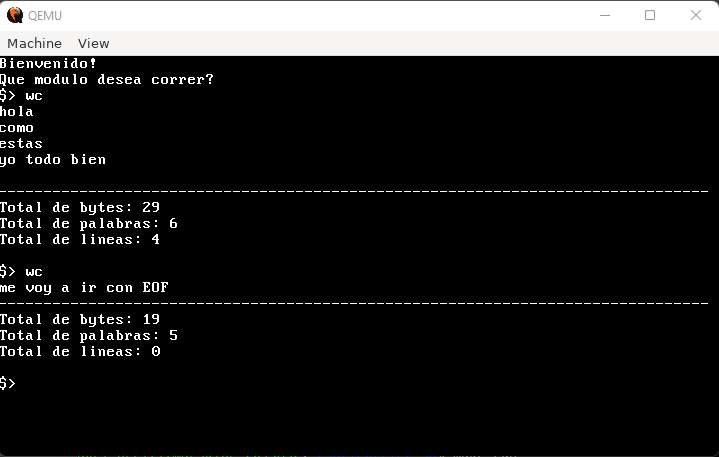 QEMU
Machine View
Bienvenido!
Que modulo desea correr?
$> wc
hola
como
estas
yo todo bien
--------------------------------------------------------------------------------
Total de bytes: 29
Total de palabras: 6
Total de lineas: 4
$> wc
me voy a ir con EOF
--------------------------------------------------------------------------------
Total de bytes: 19
Total de palabras: 5
Total de lineas: 0
$>